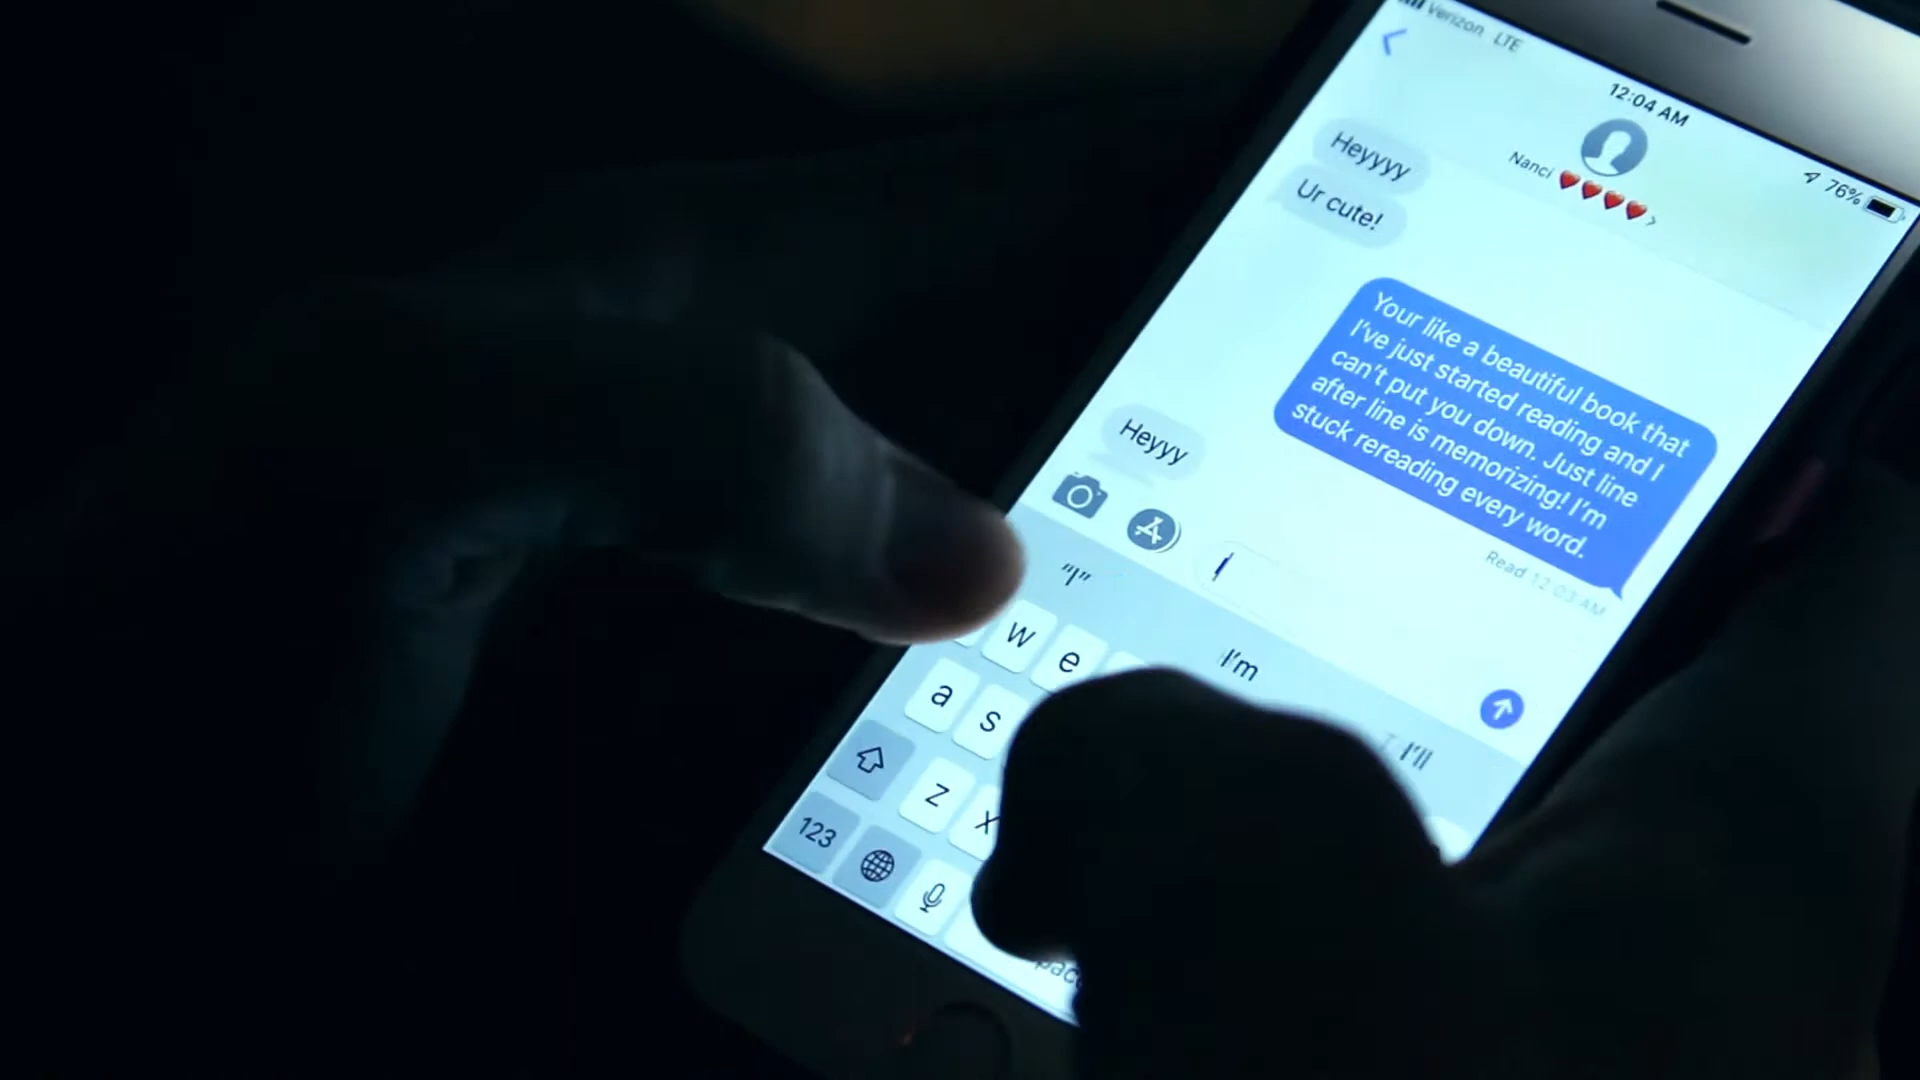 Verizon LTE
12:04 AM
76%
Nanci ❤️❤️❤️❤️ >
Heyyyy
Ur cute!
Your like a beautiful book that
I've just started reading and I
can't put you down. Just line
after line is memorizing! I'm
stuck rereading every word.
Read 12:03 AM
Heyyy
I
"I"
I'm
I'll
w e
a s
z x
123